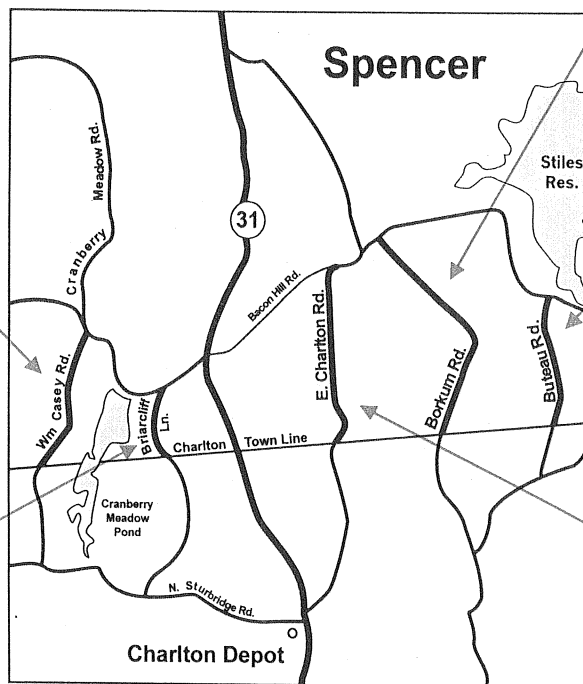 Spencer
Stiles
Res.
Meadow Rd.
Cranberry
31
Bacon Hill Rd.
E. Charlton Rd.
Borkum Rd.
Buteau Rd.
Wm Casey Rd.
Briarcliff
Ln.
Charlton Town Line
Cranberry
Meadow
Pond
N. Sturbridge Rd.
Charlton Depot